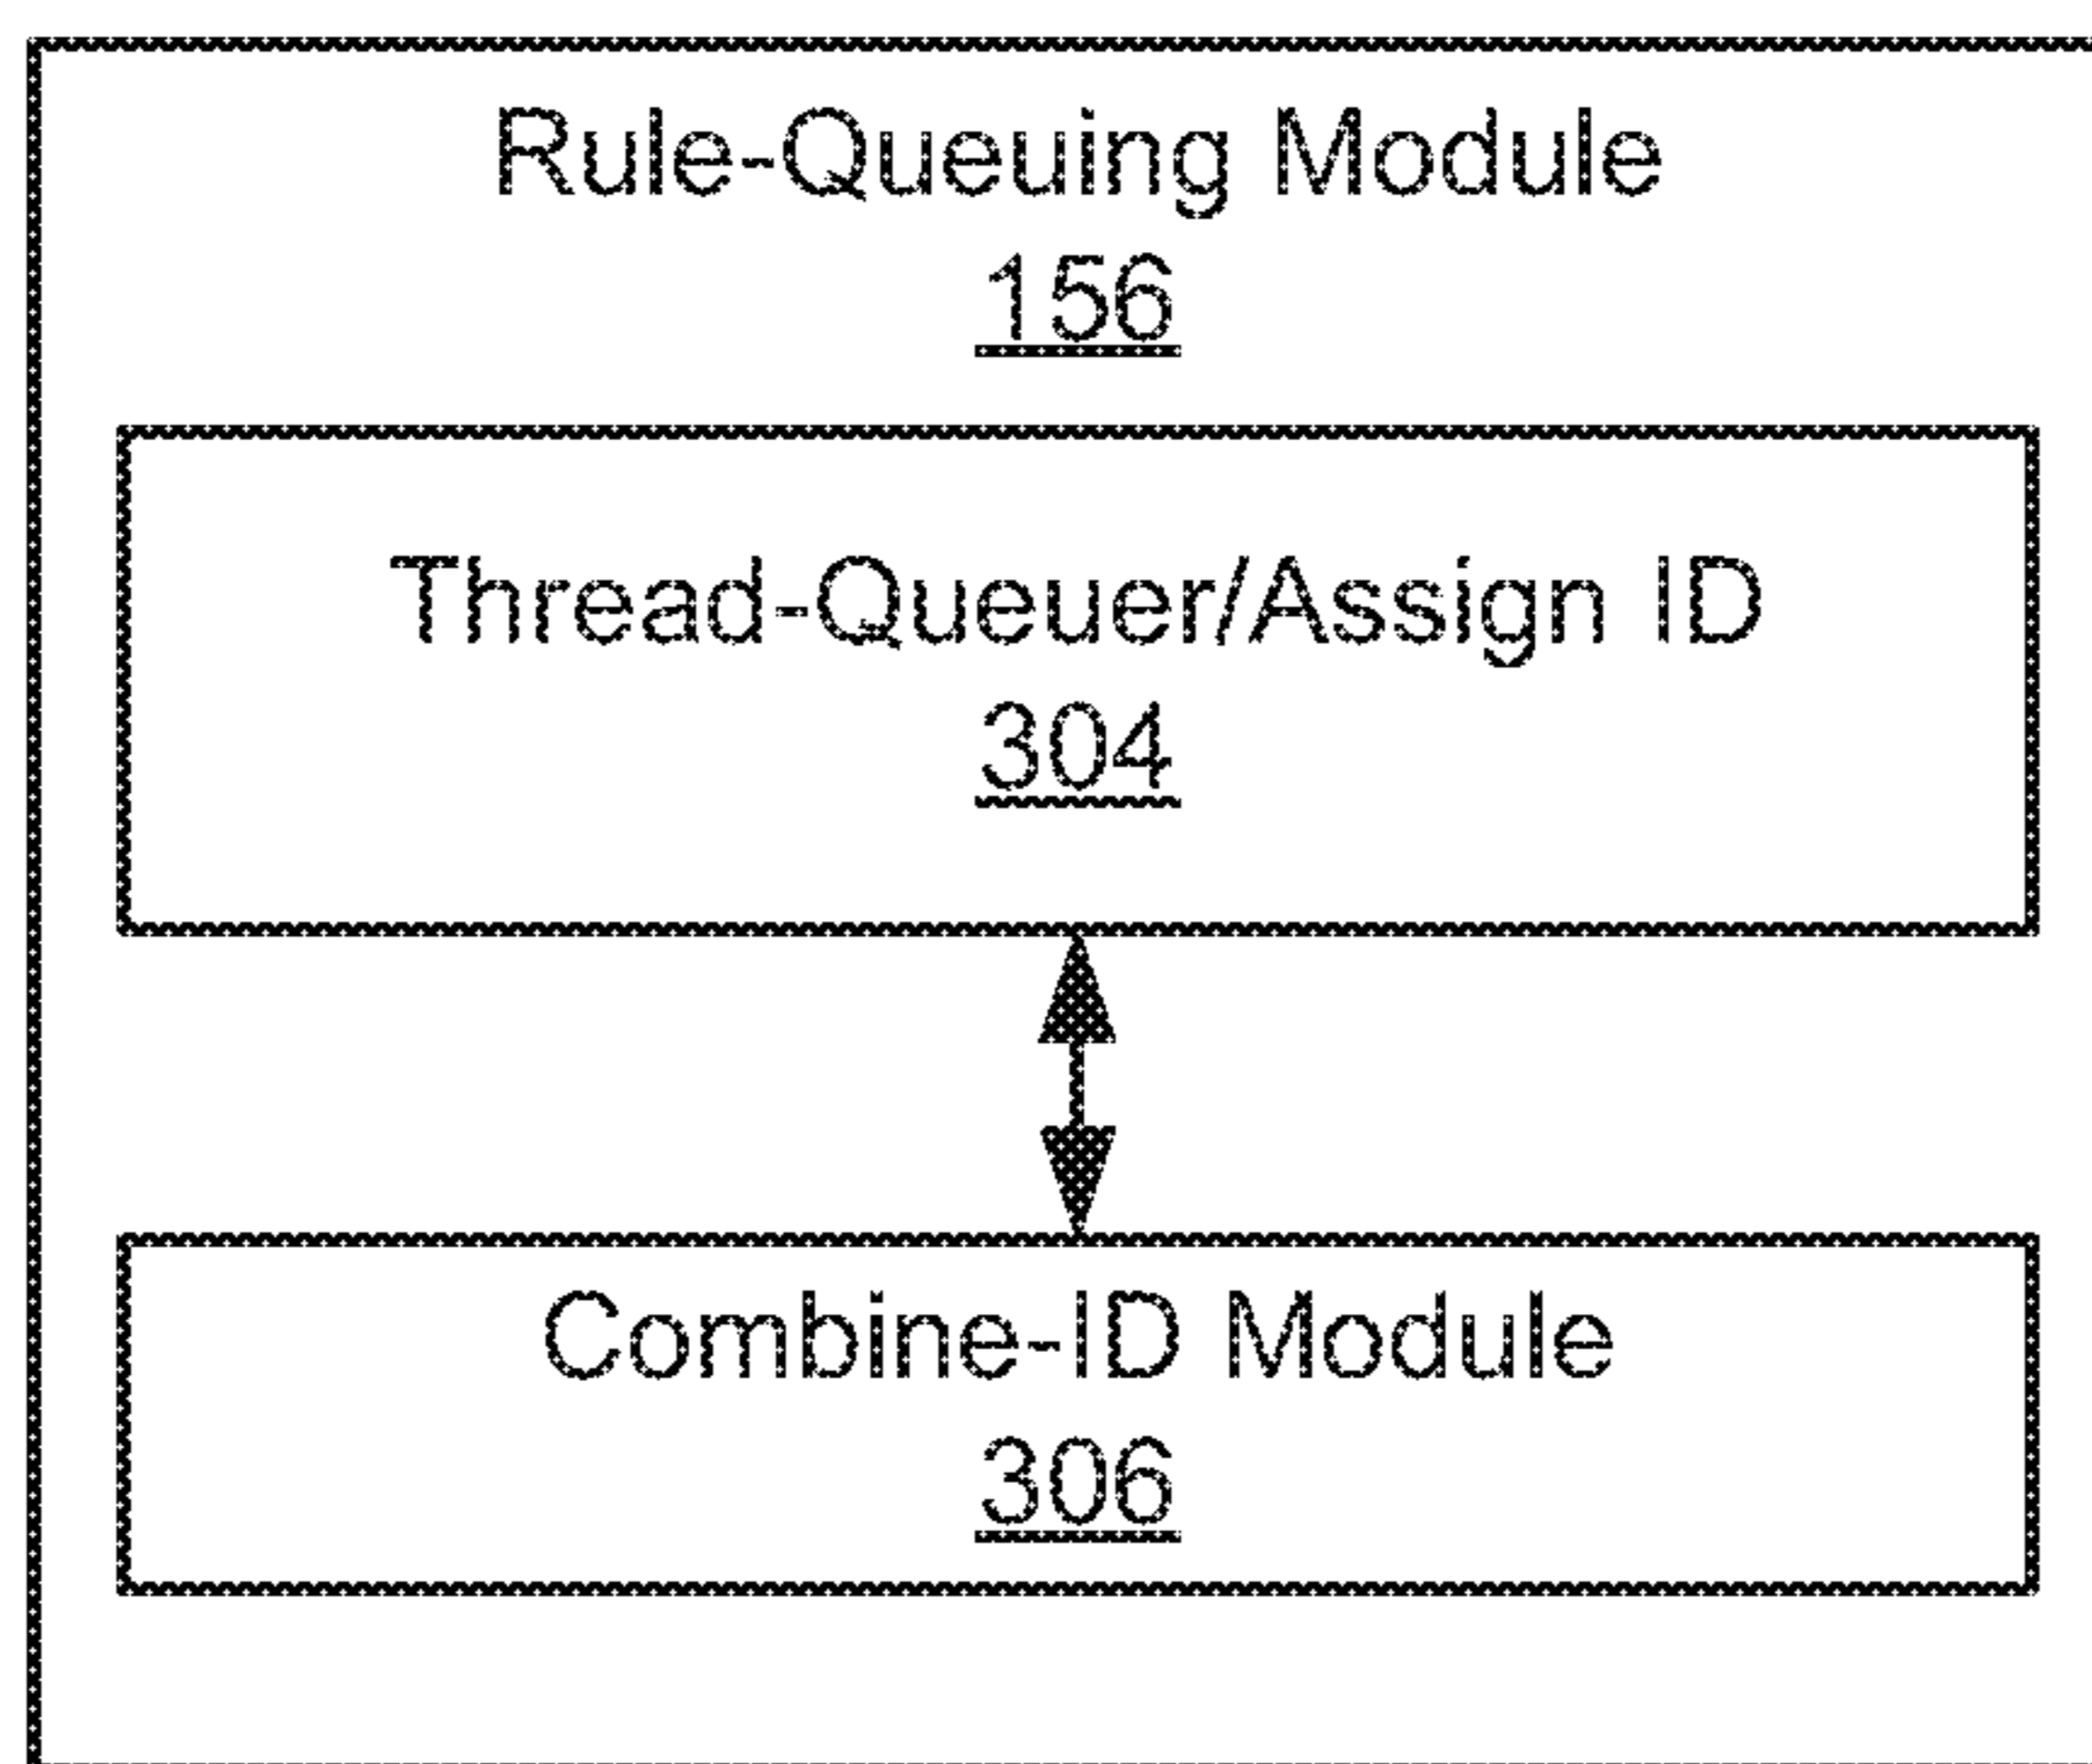 Rule-Queuing Module
156
Thread-Queuer/Assign ID
304
Combine-ID Module
306